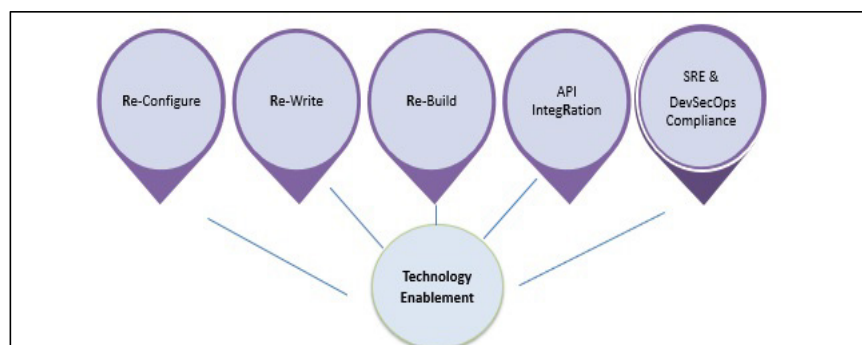 Re-Configure
Re-Write
Re-Build
API
IntegRation
SRE &
DevSecOps
Compliance
Technology
Enablement